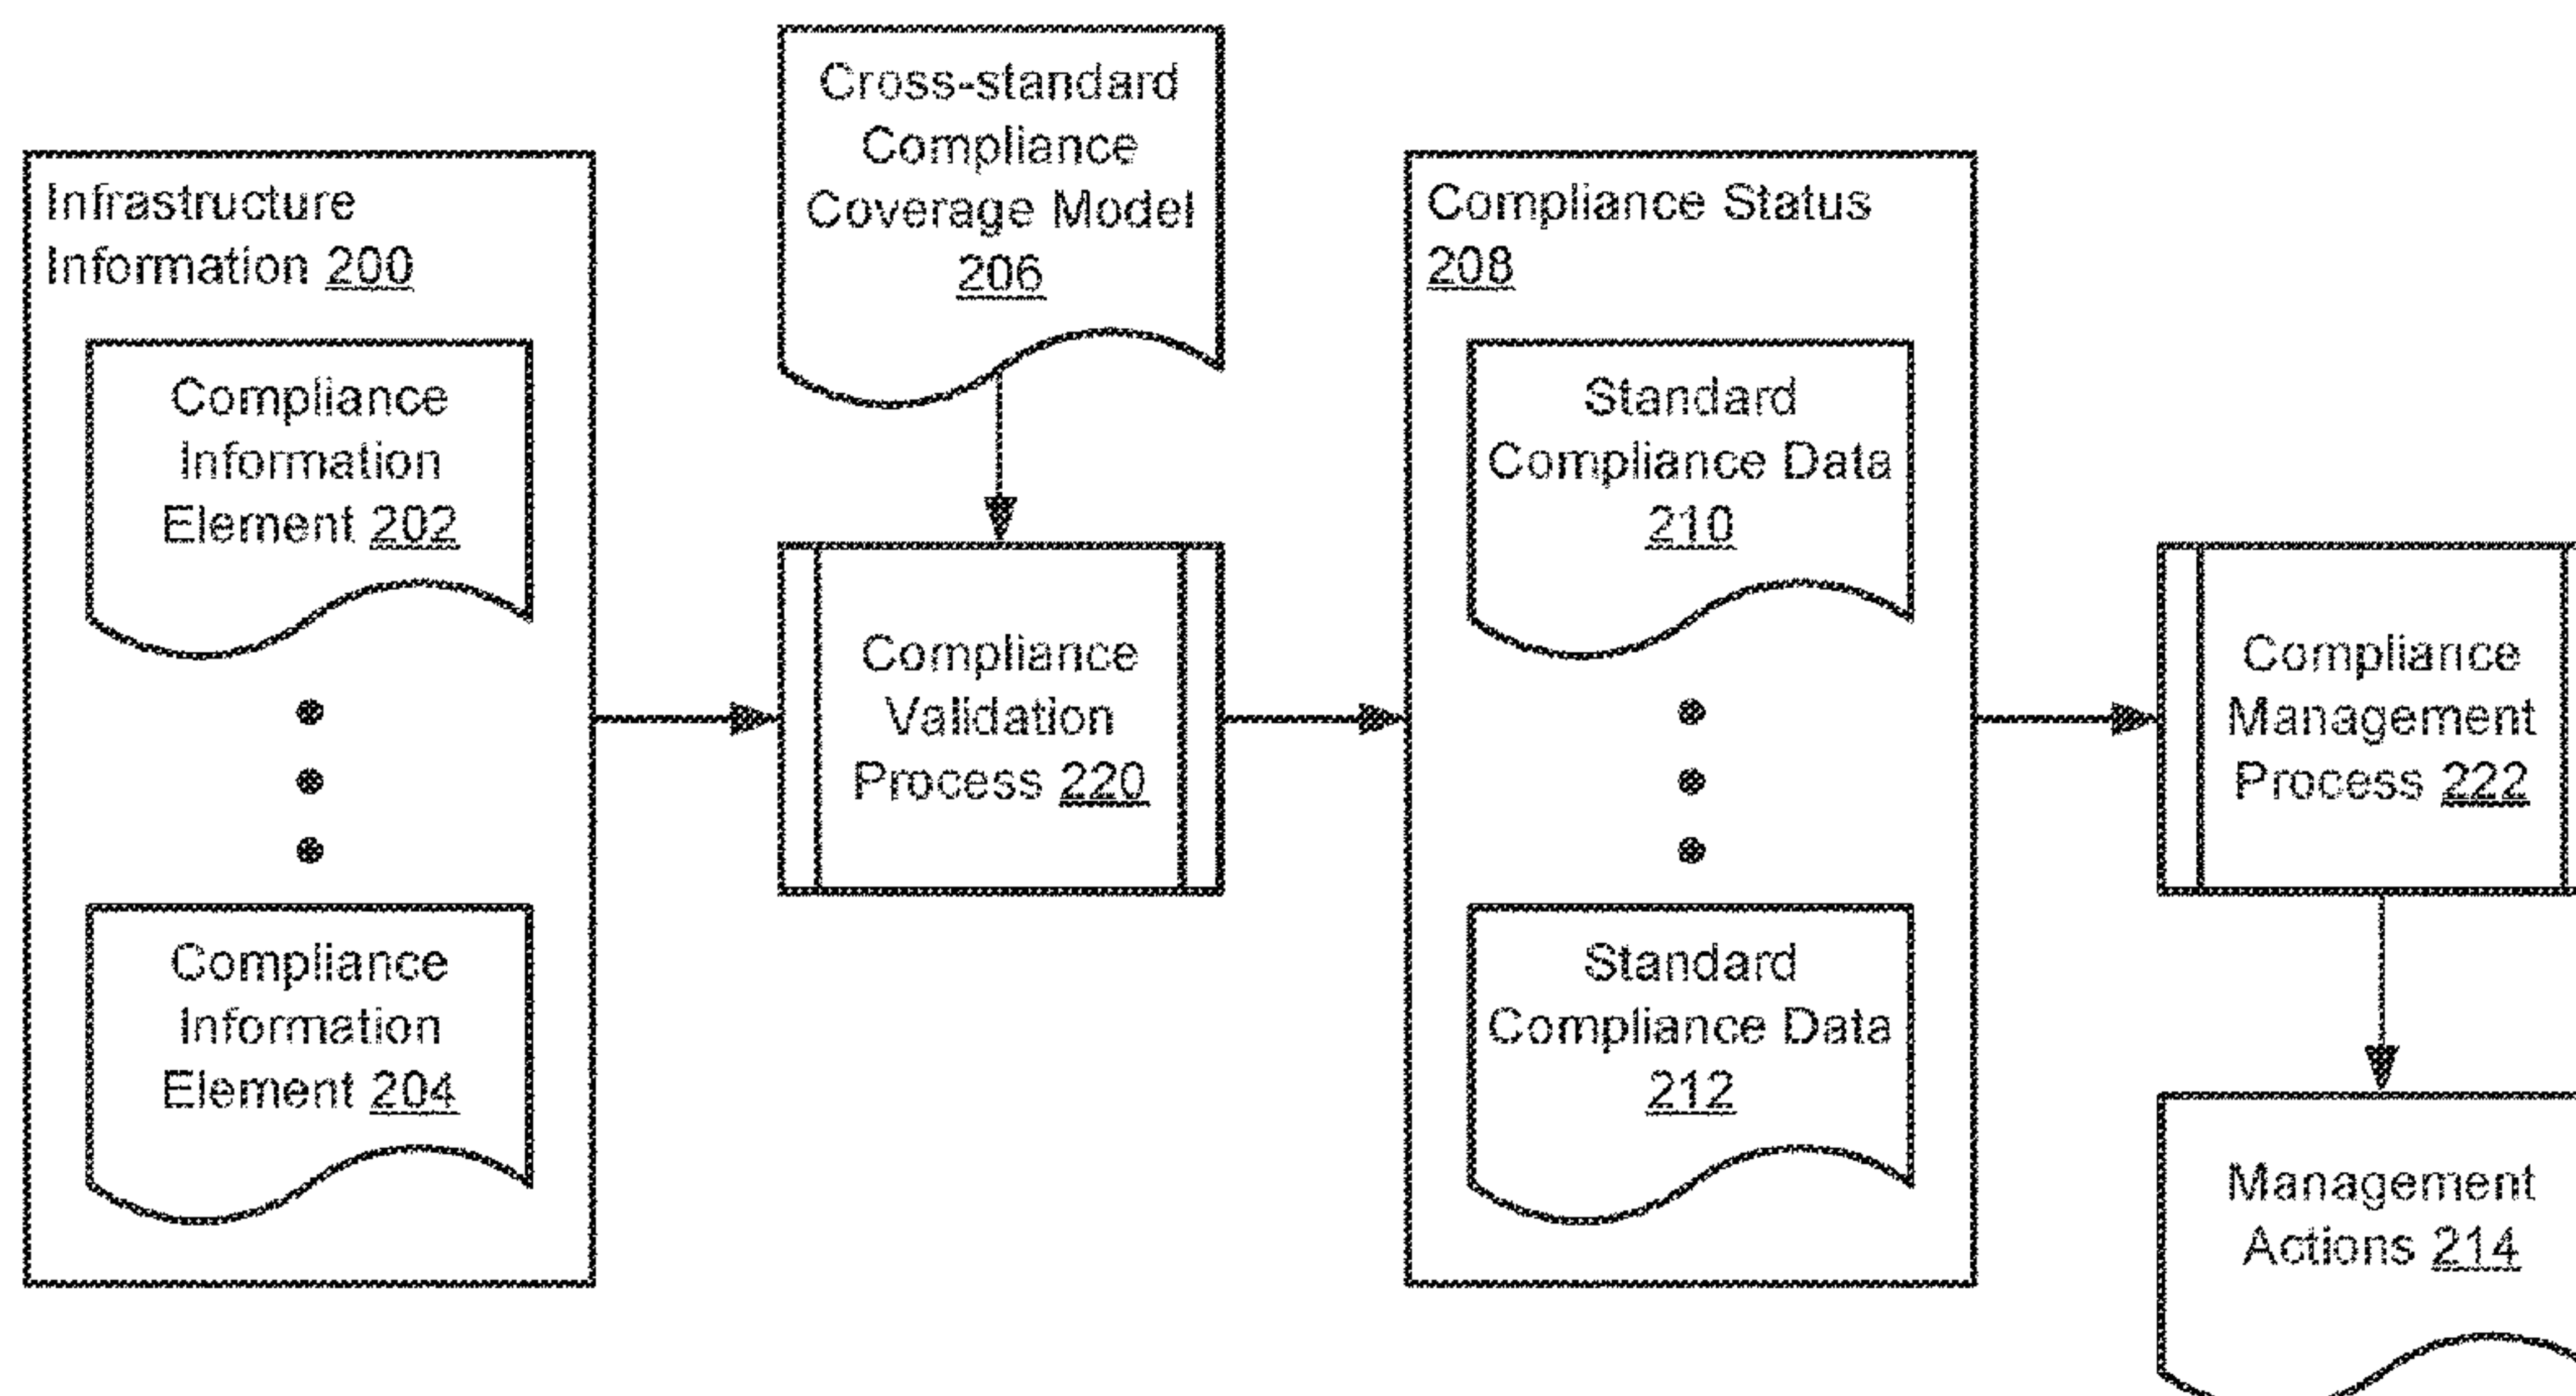 Cross-standard
Compliance
Coverage Model
206
Infrastructure
Information 200
Compliance
Information
Element 202
Compliance
Information
Element 204
Compliance
Validation
Process 220
Compliance Status
208
Standard
Compliance Data
210
Standard
Compliance Data
212
Compliance
Management
Process 222
Management
Actions 214